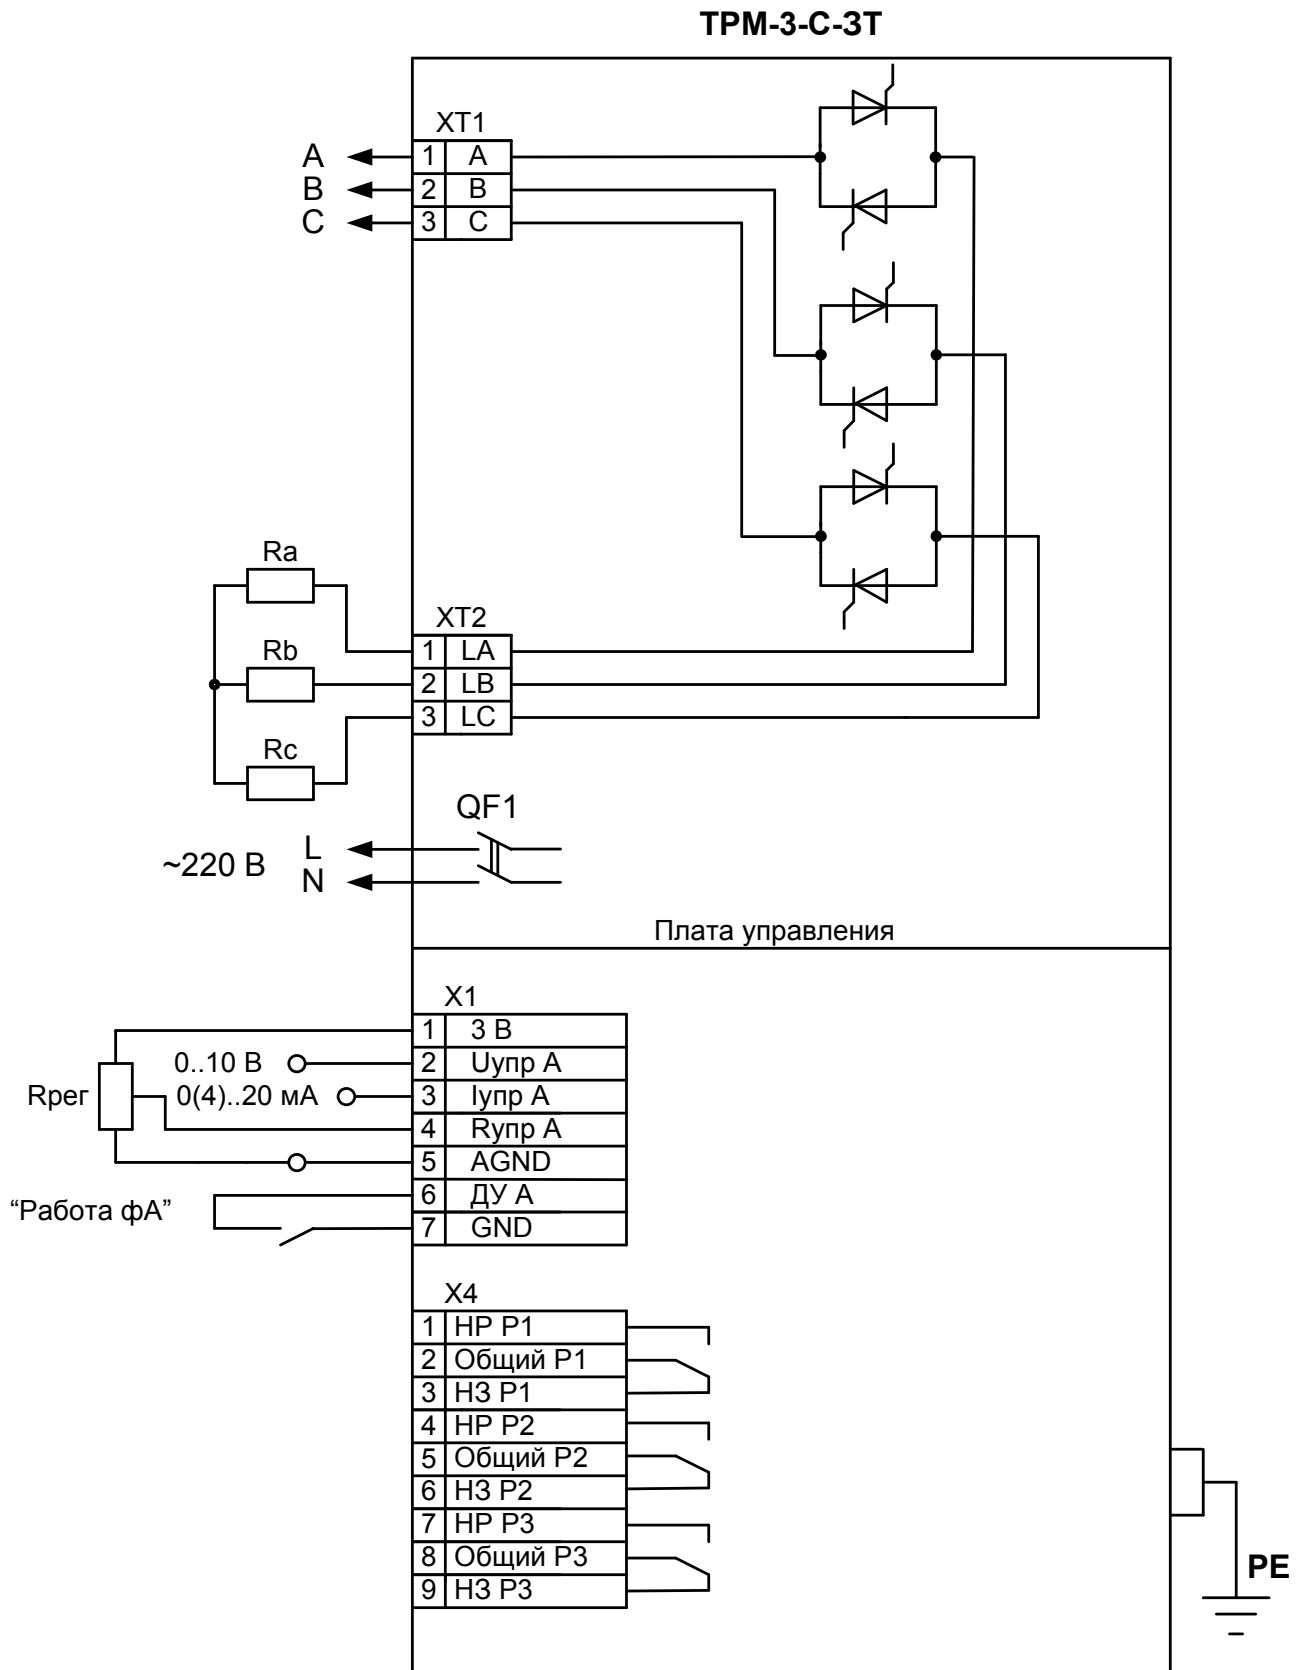 ТРМ-3-С-3Т
XT1
A 1 A
B 2 B
C 3 C
Ra
XT2
1 LA
Rb
2 LB
3 LC
Rc
QF1
~220 В
L
N
Плата управления
X1
1 3 В
0..10 В 2 Uупр А
Rрег 0(4)..20 мА 3 Iупр А
4 Rупр А
5 AGND
“Работа фА” 6 ДУ А
7 GND
X4
1 НР Р1
2 Общий Р1
3 НЗ Р1
4 НР Р2
5 Общий Р2
6 НЗ Р2
7 НР Р3
8 Общий Р3
9 НЗ Р3
PE